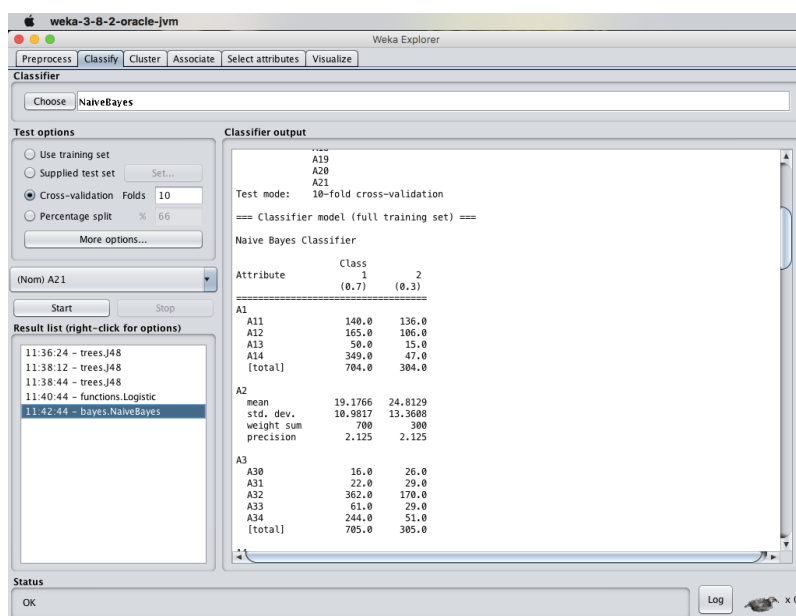 weka-3-8-2-oracle-jvm
Weka Explorer
Preprocess Classify Cluster Associate Select attributes Visualize
Classifier
Choose NaiveBayes
Test options
Use training set
Supplied test set Set...
Cross-validation Folds 10
Percentage split % 66
More options...
(Nom) A21
Start Stop
Result list (right-click for options)
11:36:24 - trees.J48
11:38:12 - trees.J48
11:38:44 - trees.J48
11:40:44 - functions.Logistic
11:42:44 - bayes.NaiveBayes
Classifier output
A19
A20
A21
Test mode: 10-fold cross-validation
=== Classifier model (full training set) ===
Naive Bayes Classifier
Class
Attribute 1 2
(0.7) (0.3)
===================================
A1
A11 140.0 136.0
A12 165.0 106.0
A13 50.0 15.0
A14 349.0 47.0
[total] 704.0 304.0
A2
mean 19.1766 24.8129
std. dev. 10.9817 13.3608
weight sum 700 300
precision 2.125 2.125
A3
A30 16.0 26.0
A31 22.0 29.0
A32 362.0 170.0
A33 61.0 29.0
A34 244.0 51.0
[total] 705.0 305.0
Status
OK
Log
x